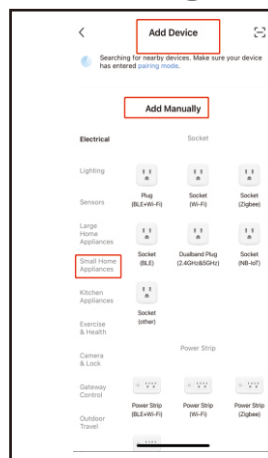 Add Device
Searching for nearby devices. Make sure your device
has entered pairing mode.
Add Manually
Electrical
Socket
Lighting
Plug
(BLE+Wi-Fi)
Socket
(Wi-Fi)
Socket
(Zigbee)
Sensors
Large
Home
Appliances
Socket
(BLE)
Dualband Plug
(2.4GHz&5GHz)
Socket
(NB-IoT)
Small Home
Appliances
Kitchen
Appliances
Socket
(other)
Exercise
& Health
Power Strip
Camera
& Lock
Gateway
Control
Power Strip
(BLE+Wi-Fi)
Power Strip
(Wi-Fi)
Power Strip
(Zigbee)
Outdoor
Travel